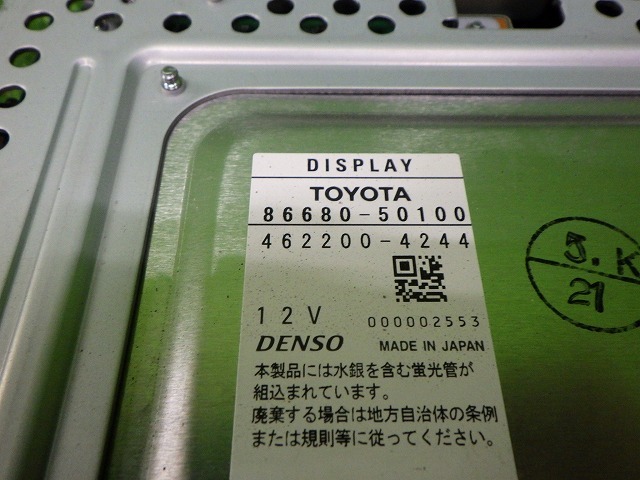 DISPLAY
TOYOTA
86680-50100
462200-4244
12V
000002553
DENSO
MADE IN JAPAN
本製品には水銀を含む蛍光管が
組込まれています。
廃棄する場合は地方自治体の条例
または規則等に従ってください。
J.K
21